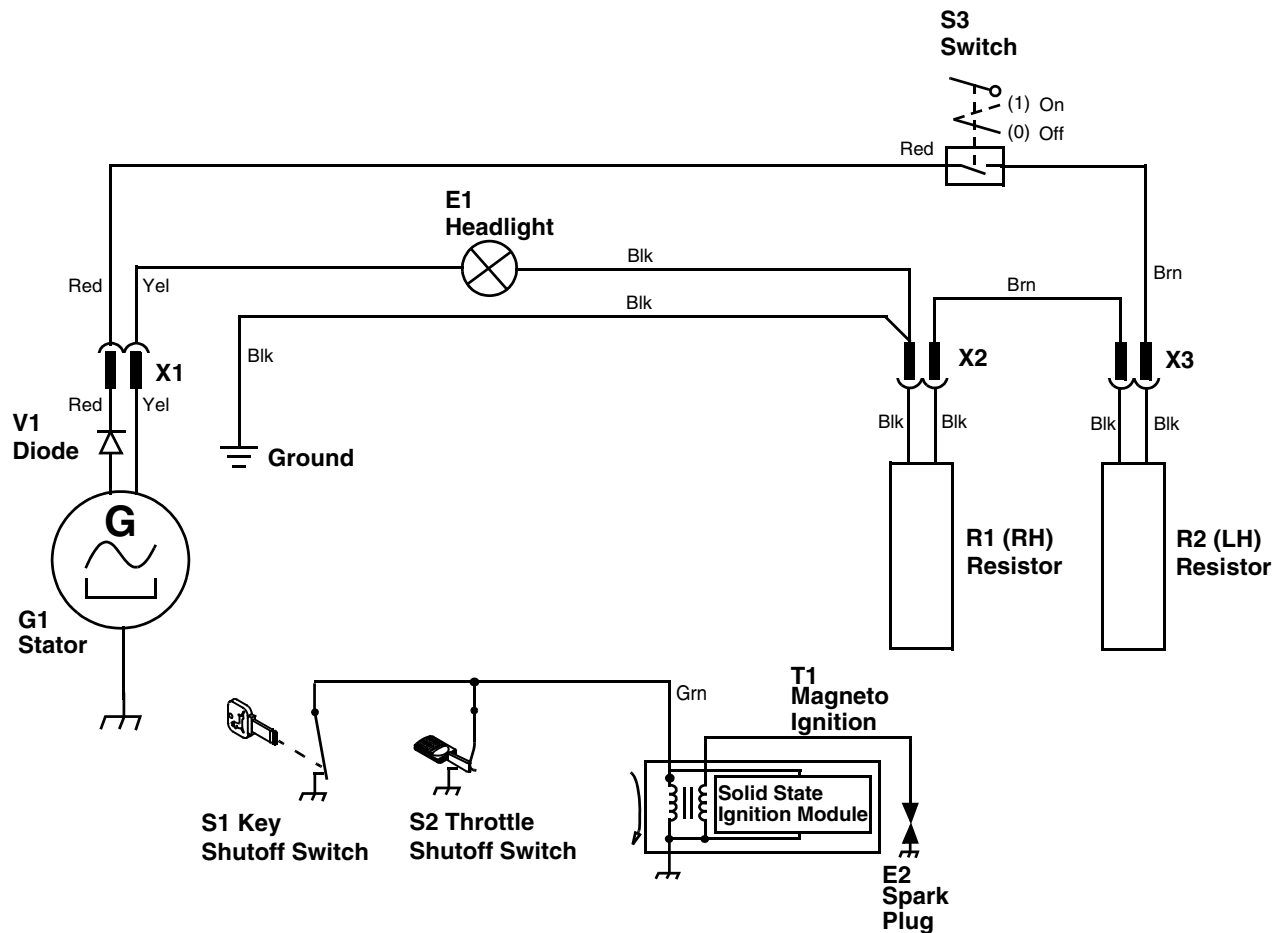 S3
Switch
(1) On
(0) Off
Red
E1
Headlight
Blk
Red
Yel
Brn
Brn
Blk
Blk
X1
X2
X3
Red
Yel
V1
Diode
Blk
Blk
Blk
Blk
Ground
G
R1 (RH)
Resistor
R2 (LH)
Resistor
G1
Stator
T1
Magneto
Ignition
Grn
Solid State
Ignition Module
S1 Key
Shutoff Switch
S2 Throttle
Shutoff Switch
E2
Spark
Plug